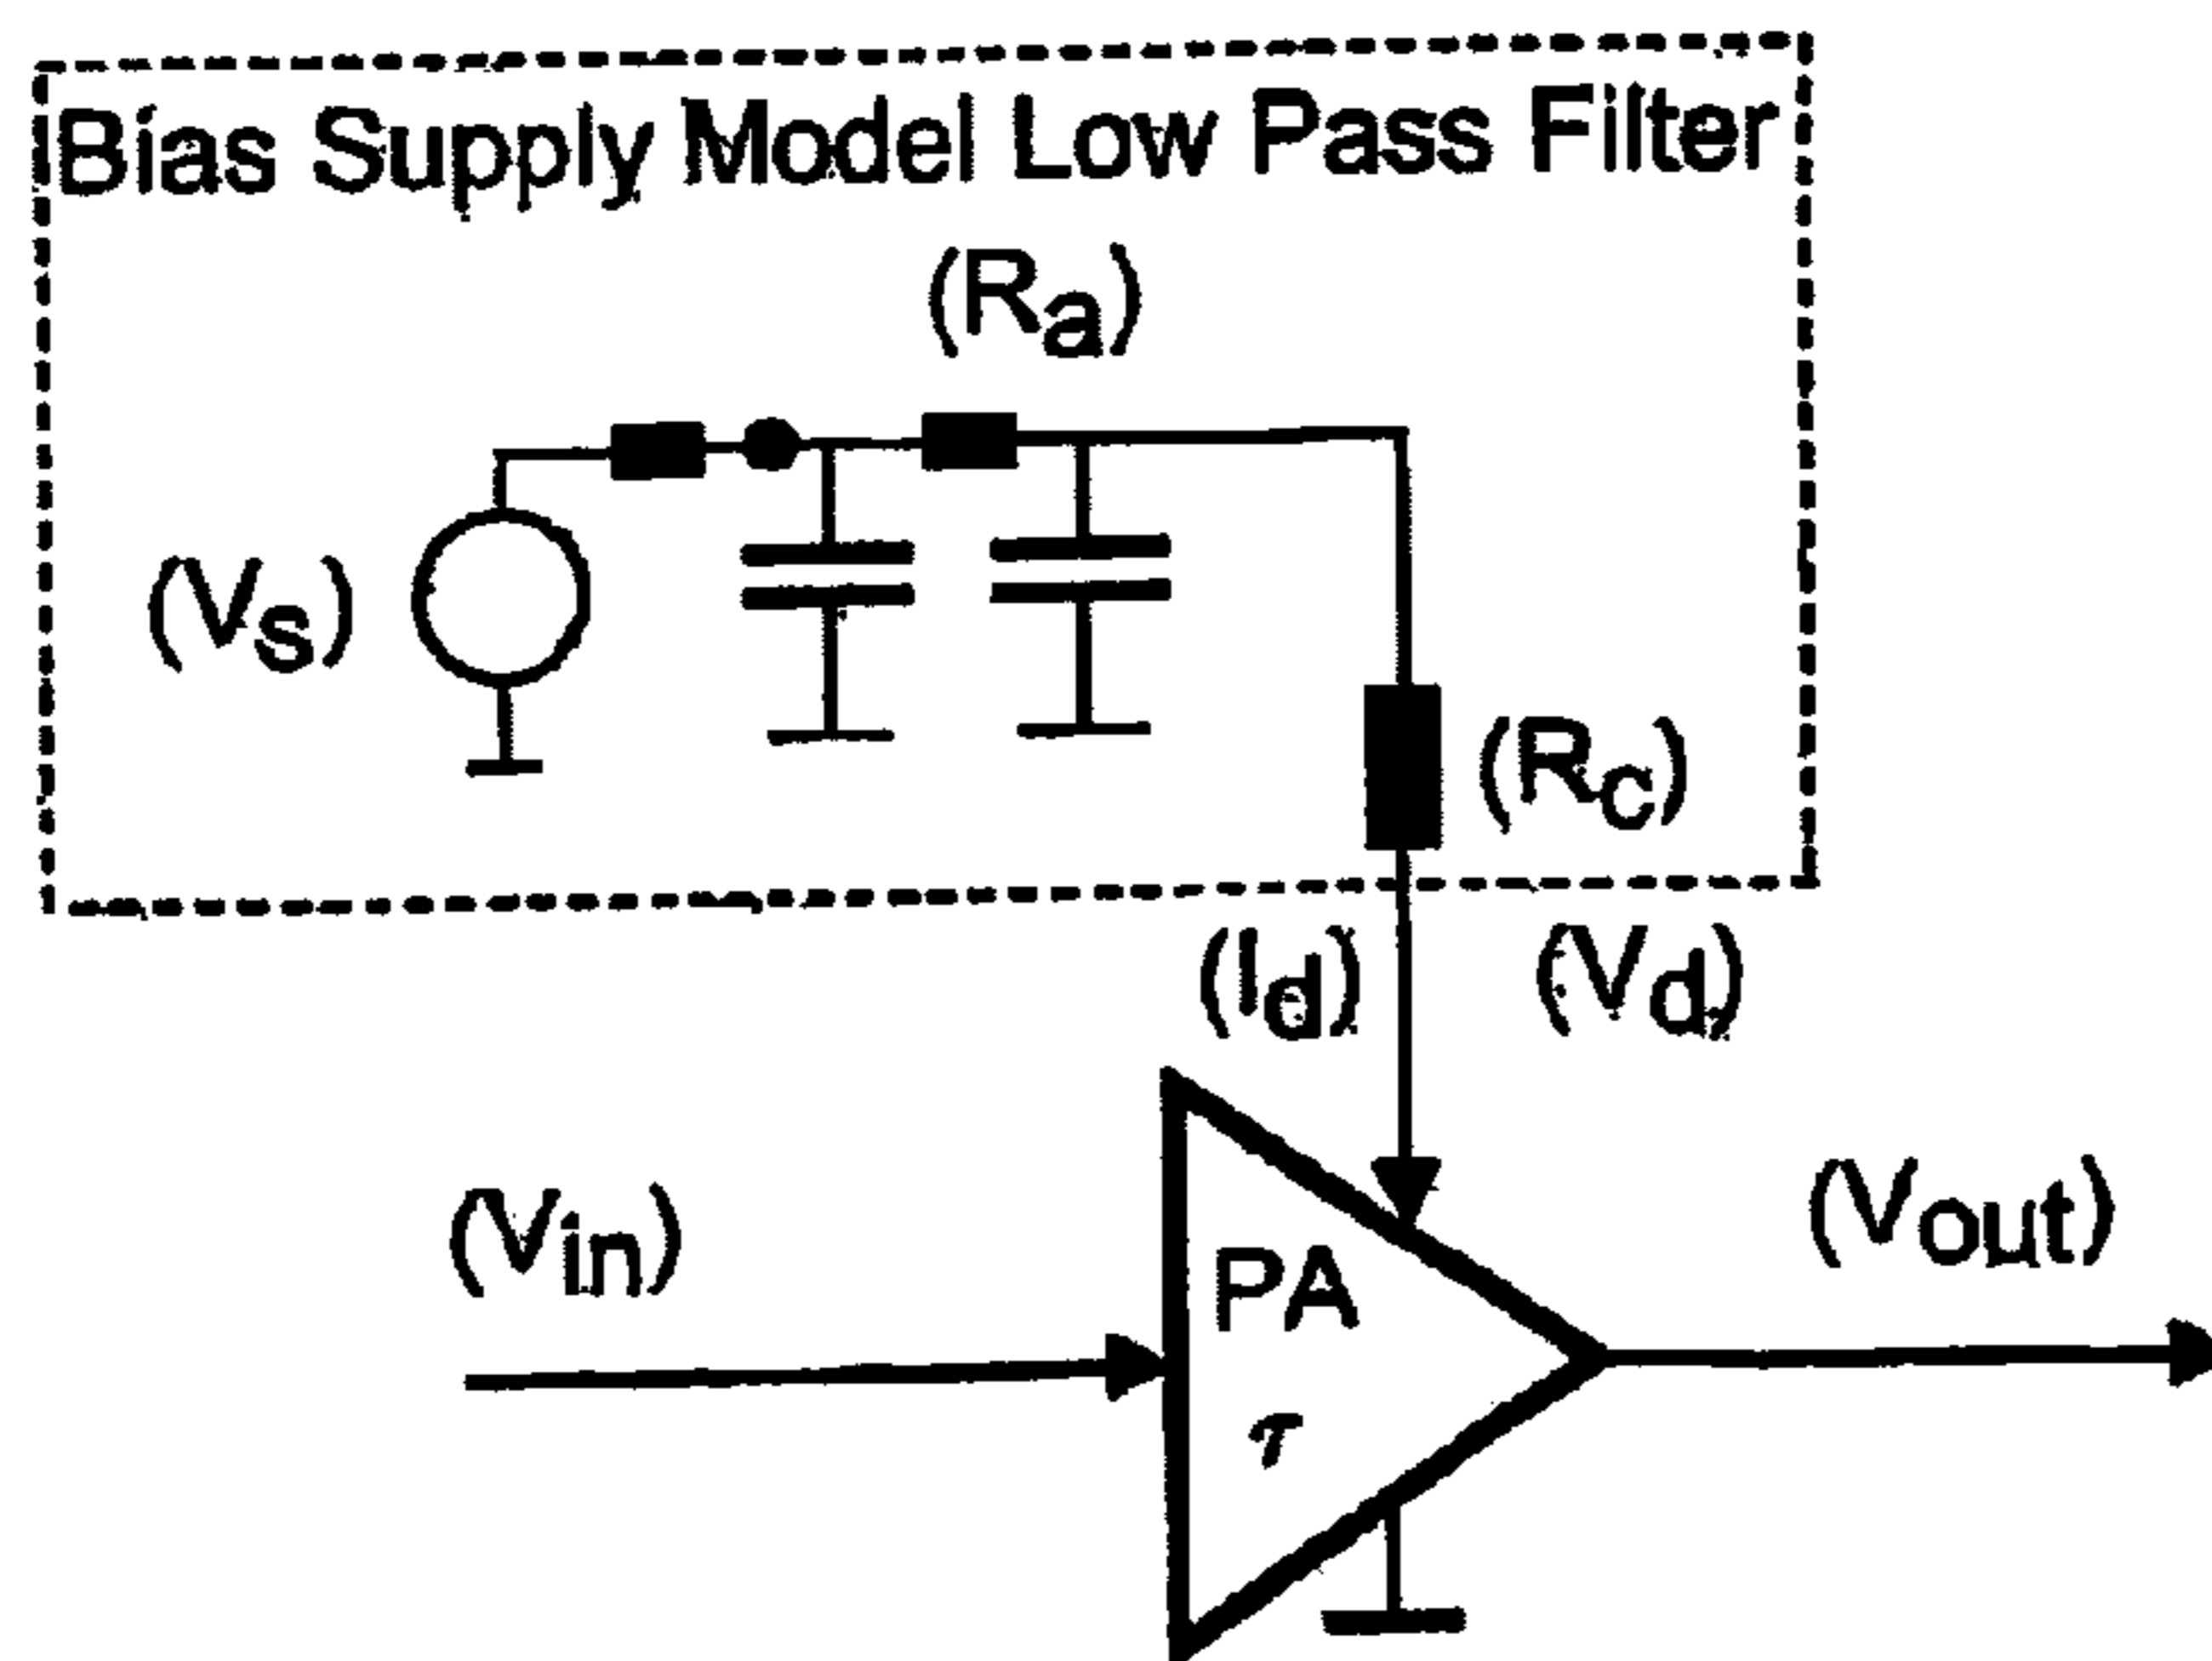 Bias Supply Model Low Pass Filter
(Ra)
(Vs)
(Rc)
(Id) (Vd)
(Vin)
(Vout)
PA
τ